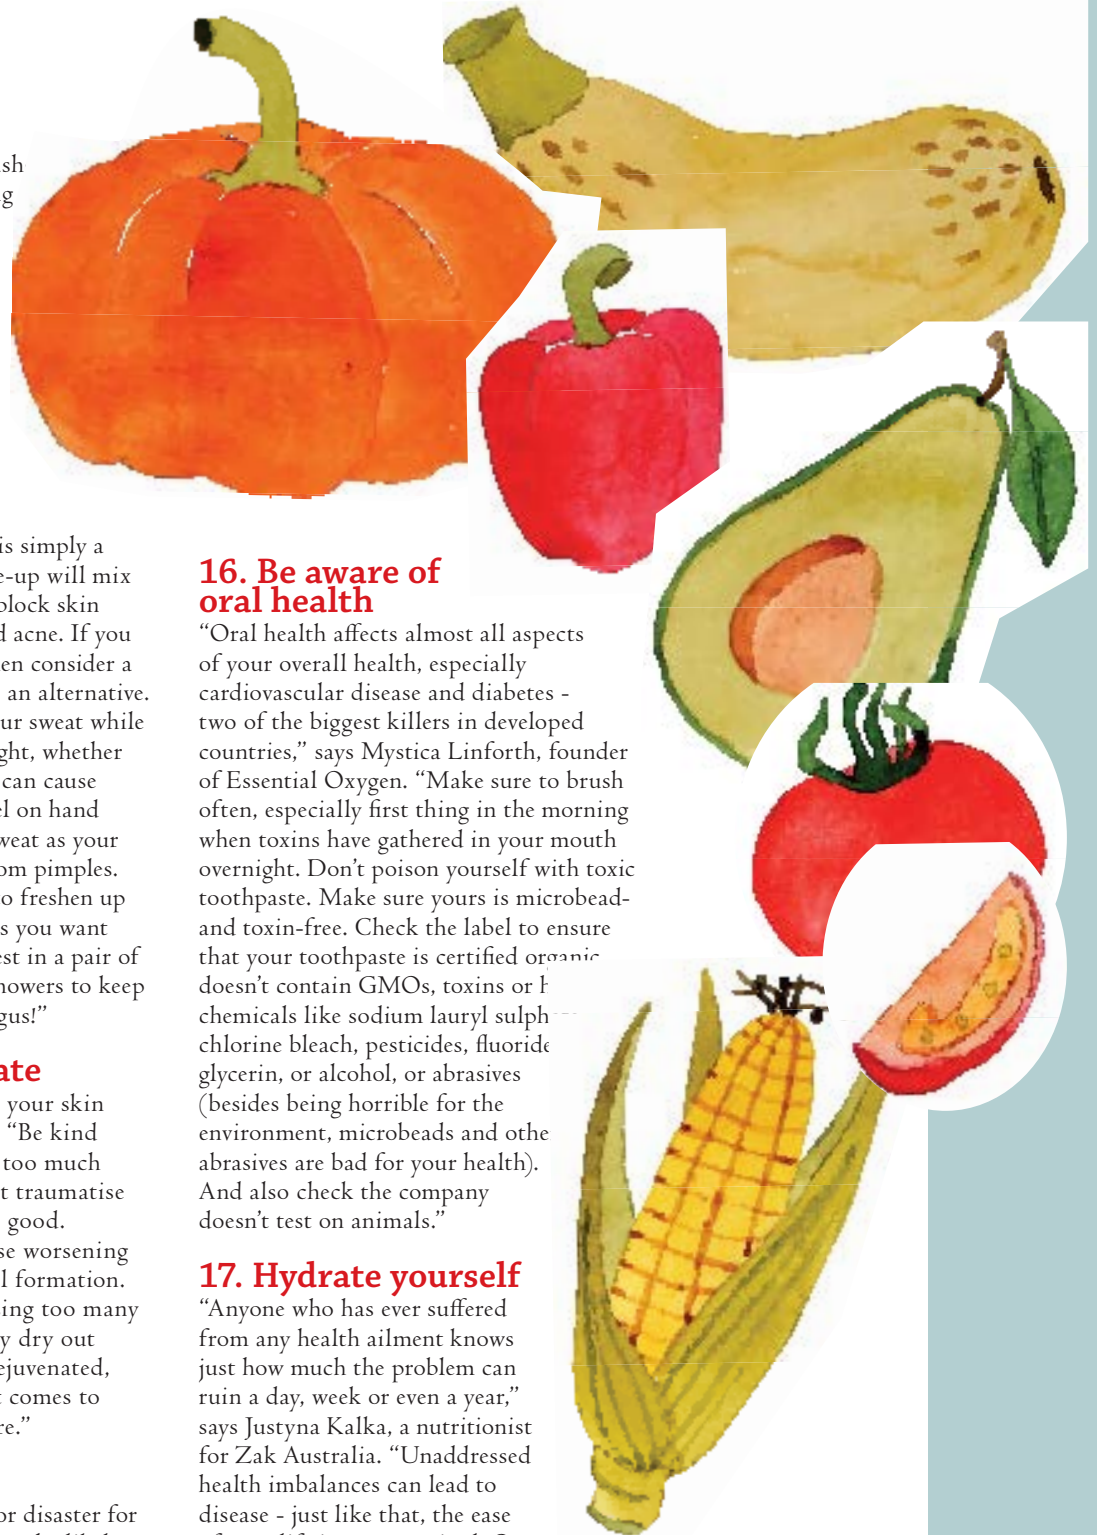 sh
g
is simply a
e-up will mix
block skin
d acne. If you
en consider a
an alternative.
ur sweat while
ght, whether
can cause
el on hand
weat as your
om pimples.
to freshen up
s you want
est in a pair of
howers to keep
gus!”
ate
your skin
“Be kind
too much
t traumatise
good.
se worsening
l formation.
ing too many
y dry out
ejuvenated,
t comes to
re.”
or disaster for
16. Be aware of
oral health
“Oral health affects almost all aspects
of your overall health, especially
cardiovascular disease and diabetes -
two of the biggest killers in developed
countries,” says Mystica Linforth, founder
of Essential Oxygen. “Make sure to brush
often, especially first thing in the morning
when toxins have gathered in your mouth
overnight. Don’t poison yourself with toxic
toothpaste. Make sure yours is microbead-
and toxin-free. Check the label to ensure
that your toothpaste is certified organic
doesn’t contain GMOs, toxins or h
chemicals like sodium lauryl sulph
chlorine bleach, pesticides, fluoride
glycerin, or alcohol, or abrasives
(besides being horrible for the
environment, microbeads and othe
abrasives are bad for your health).
And also check the company
doesn’t test on animals.”
17. Hydrate yourself
“Anyone who has ever suffered
from any health ailment knows
just how much the problem can
ruin a day, week or even a year,”
says Justyna Kalka, a nutritionist
for Zak Australia. “Unaddressed
health imbalances can lead to
disease - just like that, the ease